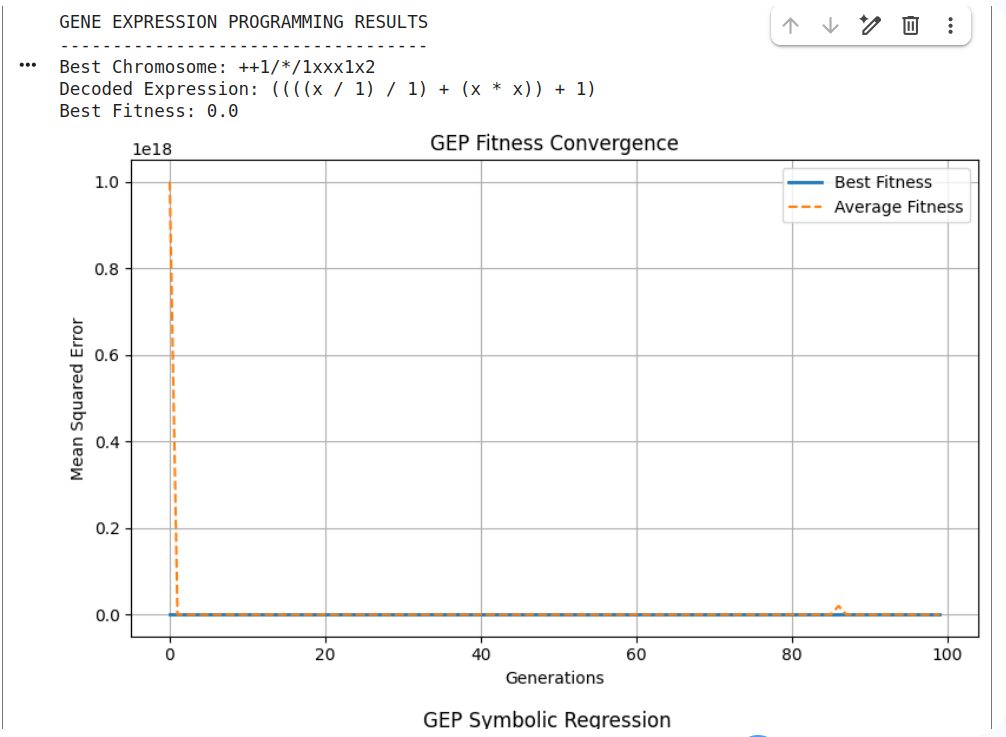 GENE EXPRESSION PROGRAMMING RESULTS
-----------------------------------
Best Chromosome: ++1/*/1xxx1x2
Decoded Expression: ((((x / 1) / 1) + (x * x)) + 1)
Best Fitness: 0.0
GEP Fitness Convergence
1e18
1.0
0.8
0.6
0.4
0.2
0.0
Mean Squared Error
Best Fitness
Average Fitness
0 20 40 60 80 100
Generations
GEP Symbolic Regression